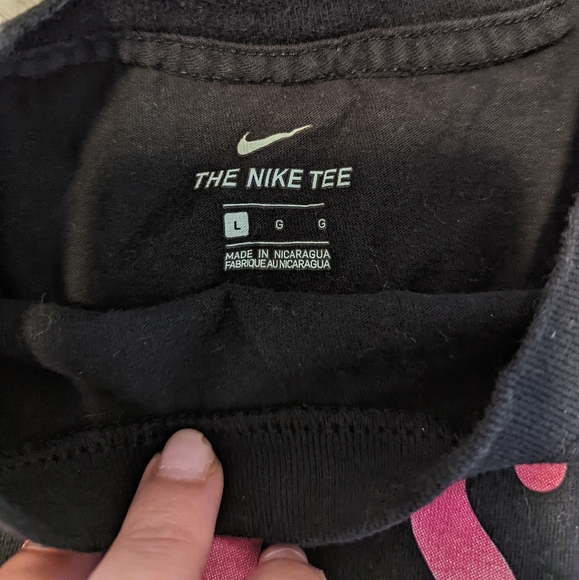 THE NIKE TEE
L G G
MADE IN NICARAGUA
FABRIQUE AU NICARAGUA